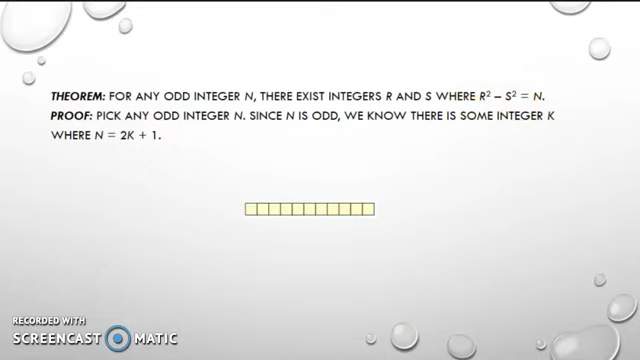 THEOREM: FOR ANY ODD INTEGER N, THERE EXIST INTEGERS R AND S WHERE R² – S² = N.
PROOF: PICK ANY ODD INTEGER N. SINCE N IS ODD, WE KNOW THERE IS SOME INTEGER K
WHERE N = 2K + 1.
RECORDED WITH
SCREENCAST MATIC